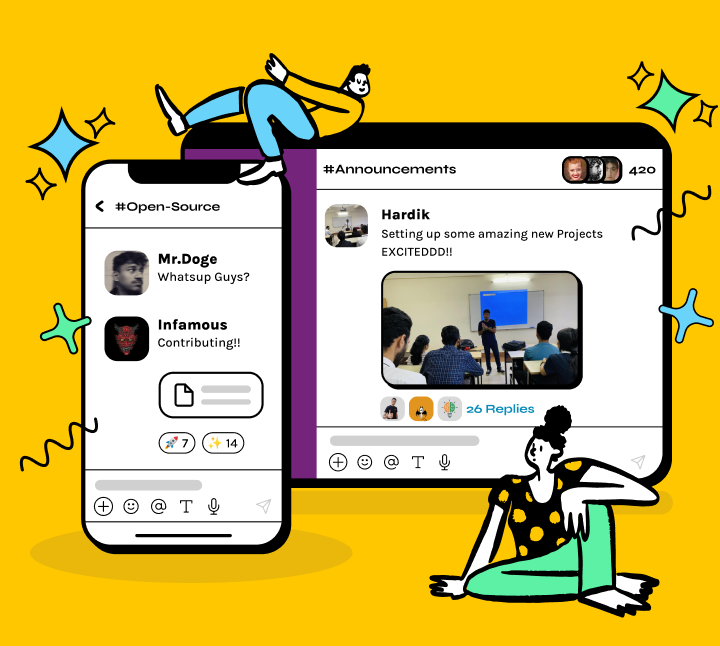 #Open-Source
Mr.Doge
Whatsup Guys?
Infamous
Contributing!!
🚀 7 ✨ 14
@ T
#Announcements 420
Hardik
Setting up some amazing new Projects
EXCITEDDD!!
26 Replies
@ T